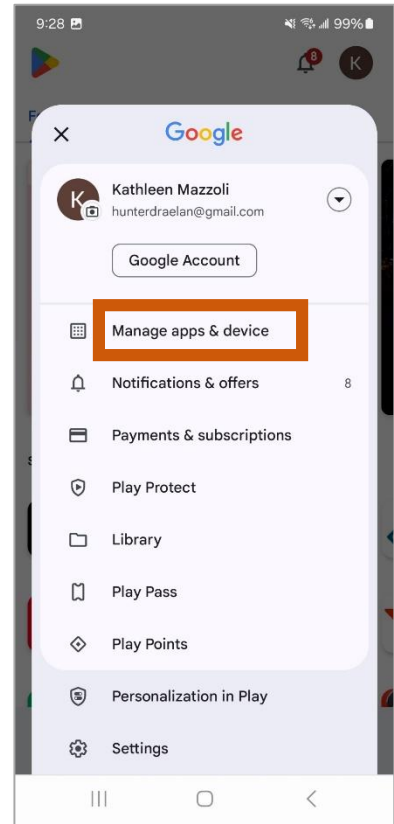 9:28 99%
8 K
Google
K Kathleen Mazzoli
hunterdraelan@gmail.com
Google Account
Manage apps & device
Notifications & offers 8
Payments & subscriptions
Play Protect
Library
Play Pass
Play Points
Personalization in Play
Settings